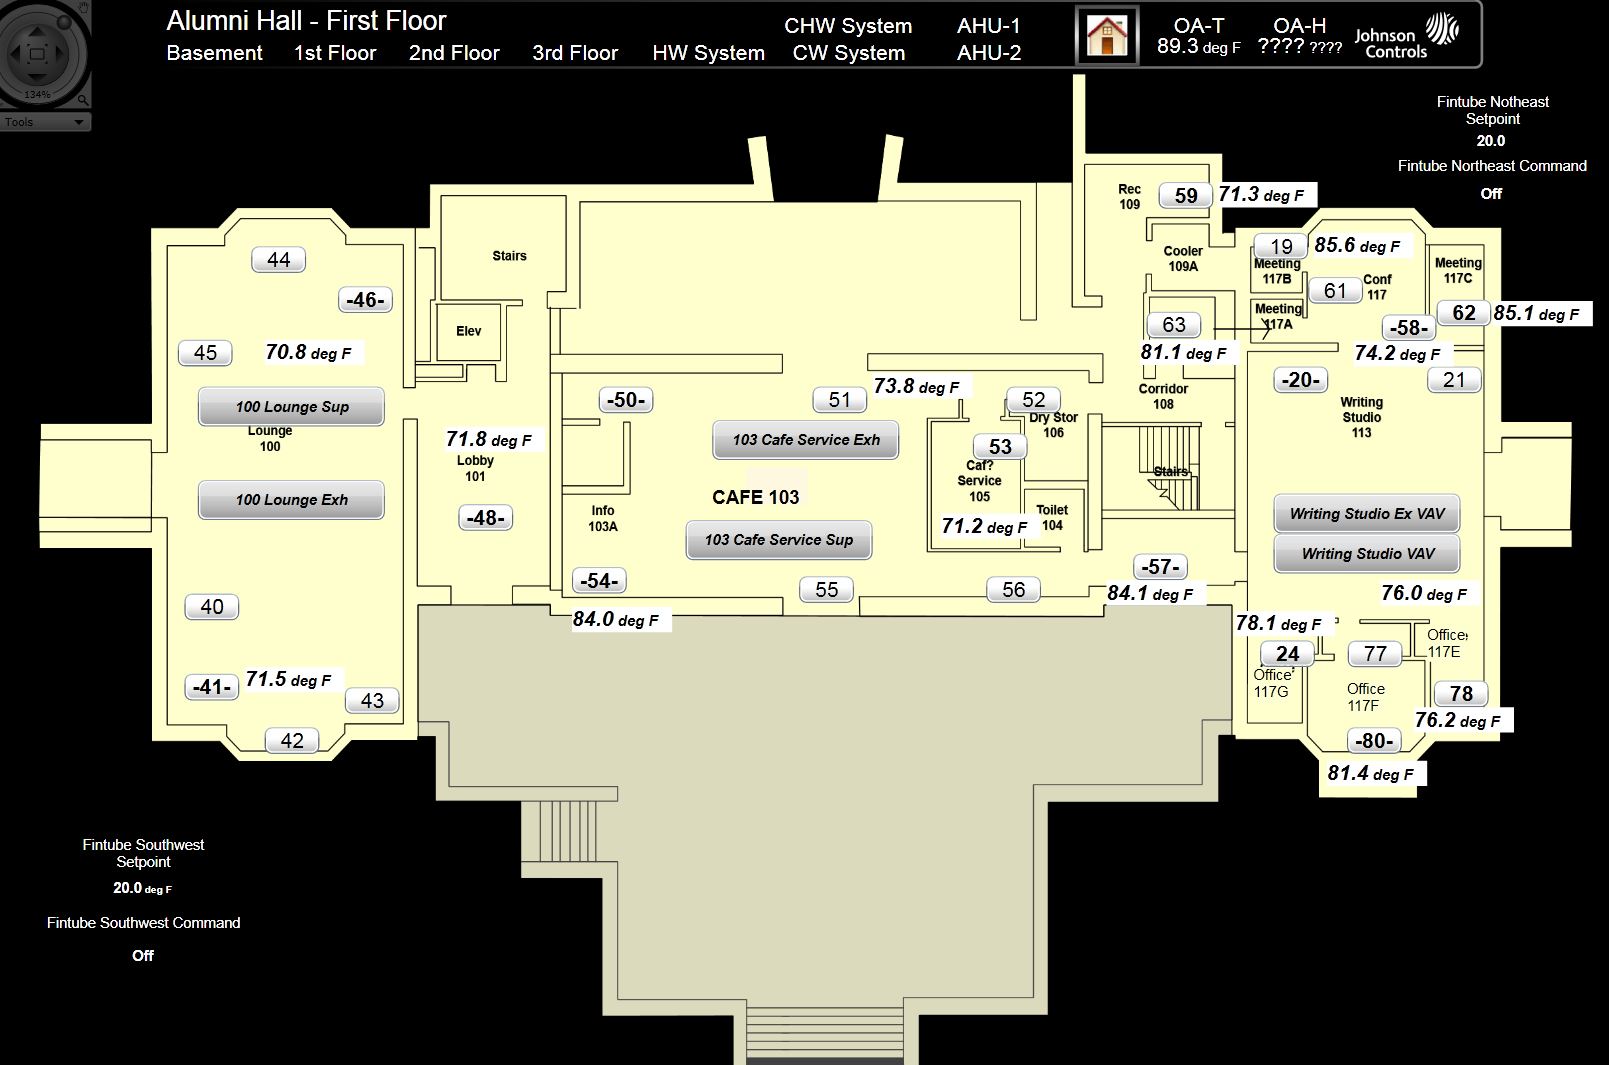 Alumni Hall - First Floor
Basement 1st Floor 2nd Floor 3rd Floor HW System
CHW System AHU-1
CW System AHU-2
OA-T
89.3 deg F
OA-H
???? ????
Johnson
Controls
134%
Tools
Fintube Notheast
Setpoint
20.0
Fintube Northeast Command
Off
Rec
109
59
71.3 deg F
Cooler
109A
44
-46-
45
70.8 deg F
100 Lounge Sup
Lounge
100
100 Lounge Exh
40
-41-
71.5 deg F
43
42
Stairs
Elev
71.8 deg F
Lobby
101
-48-
-50-
51
73.8 deg F
52
Dry Stor
106
103 Cafe Service Exh
53
Caf?
Service
105
71.2 deg F
Toilet
104
CAFE 103
Info
103A
103 Cafe Service Sup
-54-
84.0 deg F
55
56
-57-
84.1 deg F
63
81.1 deg F
Corridor
108
Stairs
19
85.6 deg F
Meeting
117B
61
Conf
117
Meeting
117C
Meeting
117A
62
85.1 deg F
-58-
74.2 deg F
-20-
21
Writing
Studio
113
Writing Studio Ex VAV
Writing Studio VAV
76.0 deg F
78.1 deg F
24
Office
117G
77
Office
117E
Office
117F
78
76.2 deg F
-80-
81.4 deg F
Fintube Southwest
Setpoint
20.0 deg F
Fintube Southwest Command
Off